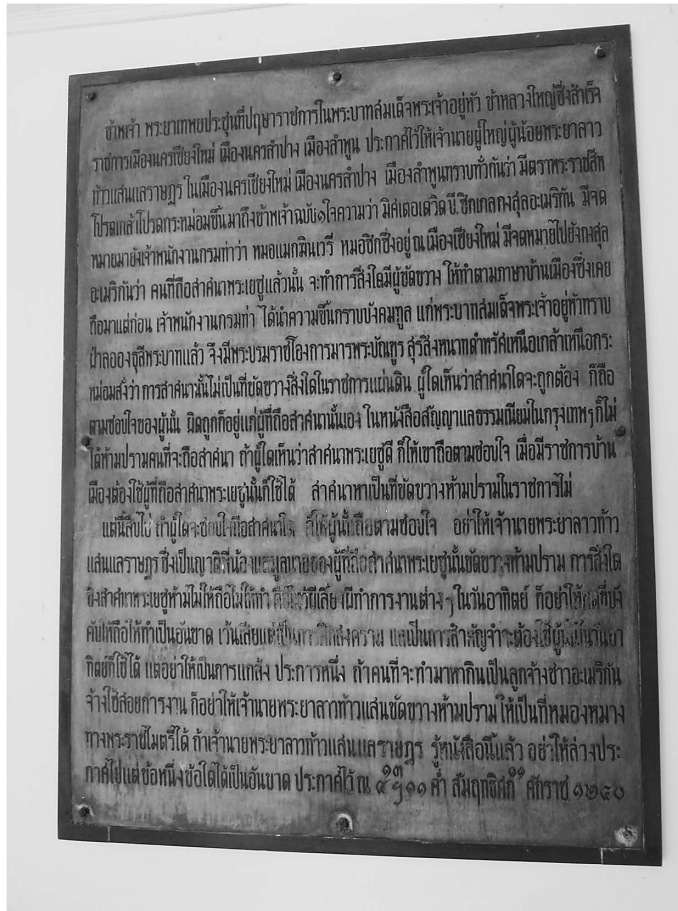 ข้าพเจ้า พระยาเทพยประชุนที่ปฤษาราชการในพระบาทสมเด็จพระเจ้าอยู่หัว ข้าหลวงใหญ่ซึ่งสำเร็จ
ราชการเมืองนครเชียงใหม่ เมืองนครลำปาง เมืองลำพูน ประกาศไว้ให้เจ้านายผู้ใหญ่ผู้น้อยพระยาลาว
ท้าวแสนแลราษฎร ในเมืองนครเชียงใหม่ เมืองนครลำปาง เมืองลำพูนทราบทั่วกันว่า มีตราพระราชสีห
โปรดเกล้าโปรดกระหม่อมขึ้นมาถึงข้าพเจ้าฉบับ๑ใจความว่า มิศเตอเดวิด บี.ซิกเกลกงสุลอะเมริกัน มีจด
หมายมายังเจ้าพนักงานกรมท่าว่า หมอแมกฆินเวรี หมอชิกซึ่งอยู่ ณ เมืองเชียงใหม่ มีจดหมายไปยังกงสุล
อะเมริกันว่า คนที่ถือสาศนาพระเยซูแล้วนั้น จะทำการสิ่งใดมีผู้ขัดขวาง ให้ทำตามภาษาบ้านเมืองซึ่งเคย
ถือมาแต่ก่อน เจ้าพนักงานกรมท่า ได้นำความขึ้นกราบบังคมทูล แก่พระบาทสมเด็จพระเจ้าอยู่หัวทราบ
ฝ่าลอองธุลีพระบาทแล้ว จึงมีพระบรมราชโองการมารพระบัณฑูร สุรสิงหนาทดำหรัศเหนือเกล้าเหนือกระ
หม่อมสั่งว่า การสาศนานั้นไม่เป็นที่ขัดขวางสิ่งใดในราชการแผ่นดิน ผู้ใดเห็นว่าสาศนาใดจะถูกต้อง ก็ถือ
ตามชอบใจของผู้นั้น ผิดถูกก็อยู่แก่ผู้ที่ถือสาศนานั้นเอง ในหนังสือสัญญาแลธรรมเนียมในกรุงเทพฯก็ไม่
ได้ห้ามปรามคนที่จะถือสาศนา ถ้าผู้ใดเห็นว่าสาศนาพระเยซูดี ก็ให้เขาถือตามชอบใจ เมื่อมีราชการบ้าน
เมืองต้องใช้ผู้ที่ถือสาศนาพระเยซูนั้นก็ใช้ได้ สาศนาหาเป็นที่ขัดขวางห้ามปรามในราชการไม่
แต่นี้สืบไป ถ้าผู้ใดจะชอบใจถือสาศนาใด ก็ให้ผู้นั้นถือตามชอบใจ อย่าให้เจ้านายพระยาลาวท้าว
แสนแลราษฎร ซึ่งเป็นญาติพี่น้องแลมูลนายของผู้ที่ถือสาศนาพระเยซูนั้นขัดขวางห้ามปราม การสิ่งใด
ซึ่งสาศนาพระเยซูห้ามไม่ให้ถือไม่ให้ทำ คือไหว้ผีเลี้ยงผีทำการงานต่าง ๆ ในวันอาทิตย์ ก็อย่าให้กดขี่บัง
คับให้ถือให้ทำเป็นอันขาด เว้นเสียแต่เป็นการศึกสงคราม แลเป็นการสำคัญจำจะต้องใช้ผู้นั้นในวันอา
ทิตย์ก็ใช้ได้ แต่อย่าให้เป็นการแกล้ง ประการหนึ่ง ถ้าคนที่จะทำมาหากินเป็นลูกจ้างชาวอะเมริกัน
จ้างใช้สอยการงาน ก็อย่าให้เจ้านายพระยาลาวท้าวแสนขัดขวางห้ามปราม ให้เป็นที่หมองหมาง
ทางพระราชไมตรีได้ ถ้าเจ้านายพระยาลาวท้าวแสนแลราษฎร รู้หนังสือนี้แล้ว อย่าให้ล่วงประ
กาศไปแต่ข้อหนึ่งข้อใดได้เป็นอันขาด ประกาศไว้ ณ ค่ำ สัมฤทธิศก ศักราช ๑๒๔๐